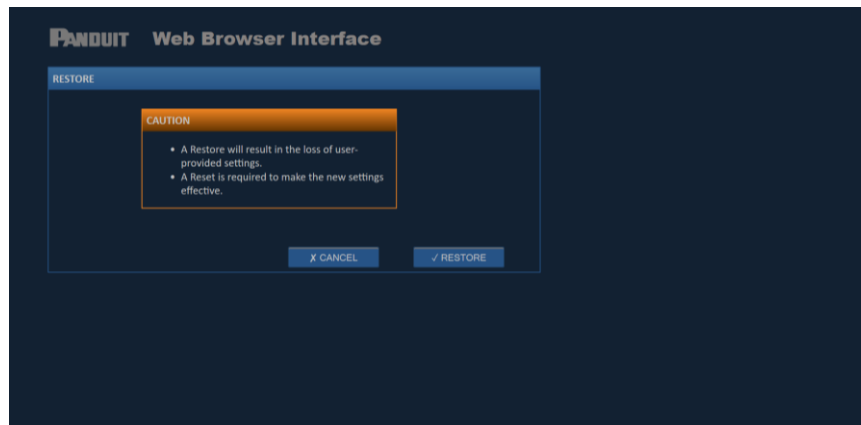 PANDUIT Web Browser Interface
RESTORE
CAUTION
• A Restore will result in the loss of user-
provided settings.
• A Reset is required to make the new settings
effective.
✗ CANCEL ✓ RESTORE